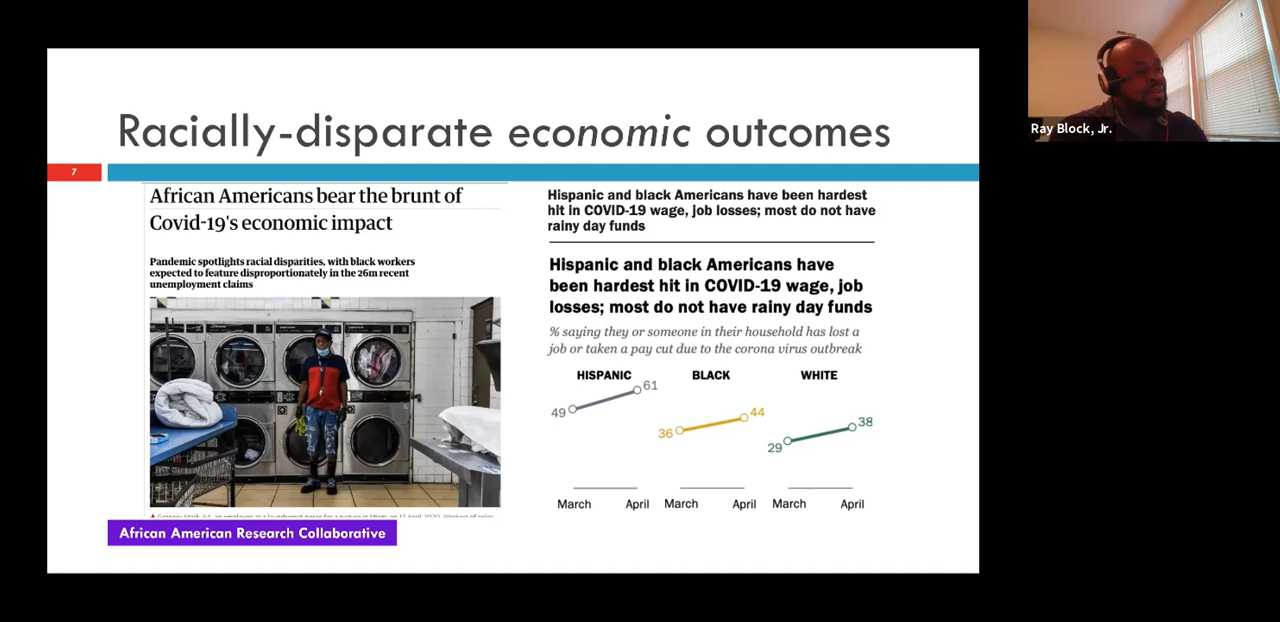 Racially-disparate economic outcomes
7
African Americans bear the brunt of
Covid-19's economic impact
Pandemic spotlights racial disparities, with black workers
expected to feature disproportionately in the 26m recent
unemployment claims
African American Research Collaborative
Hispanic and black Americans have been hardest
hit in COVID-19 wage, job losses; most do not have
rainy day funds
Hispanic and black Americans have
been hardest hit in COVID-19 wage, job
losses; most do not have rainy day funds
% saying they or someone in their household has lost a
job or taken a pay cut due to the corona virus outbreak
HISPANIC BLACK WHITE
49 61 36 44 29 38
March April March April March April
Ray Block, Jr.